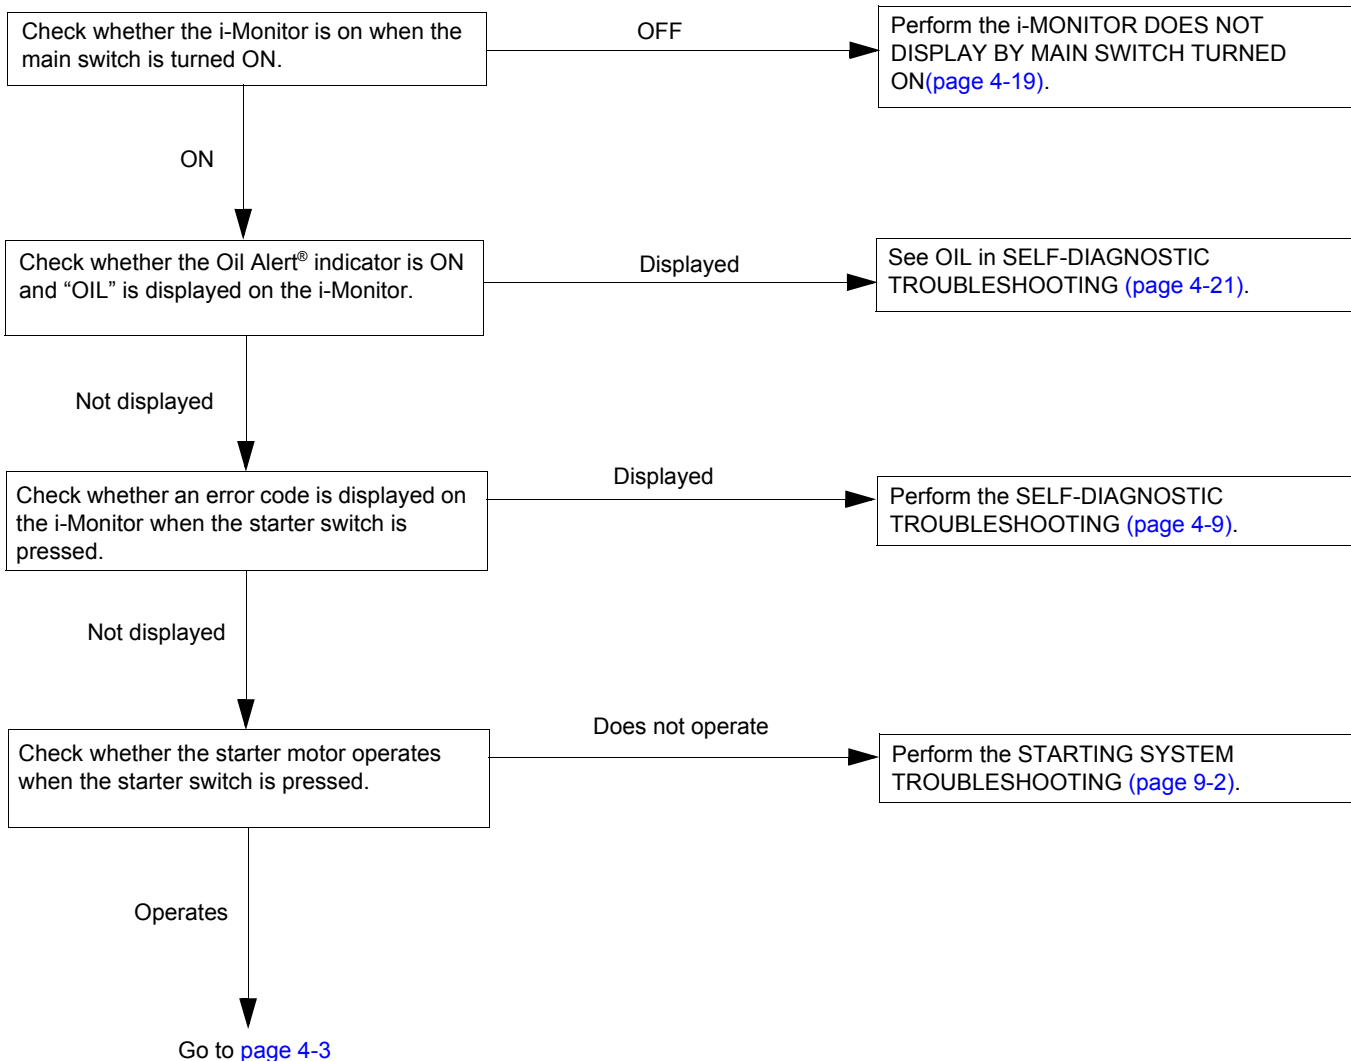 Check whether the i-Monitor is on when the
main switch is turned ON.
OFF
Perform the i-MONITOR DOES NOT
DISPLAY BY MAIN SWITCH TURNED
ON(page 4-19).
ON
Check whether the Oil Alert® indicator is ON
and “OIL” is displayed on the i-Monitor.
Displayed
See OIL in SELF-DIAGNOSTIC
TROUBLESHOOTING (page 4-21).
Not displayed
Check whether an error code is displayed on
the i-Monitor when the starter switch is
pressed.
Displayed
Perform the SELF-DIAGNOSTIC
TROUBLESHOOTING (page 4-9).
Not displayed
Check whether the starter motor operates
when the starter switch is pressed.
Does not operate
Perform the STARTING SYSTEM
TROUBLESHOOTING (page 9-2).
Operates
Go to page 4-3